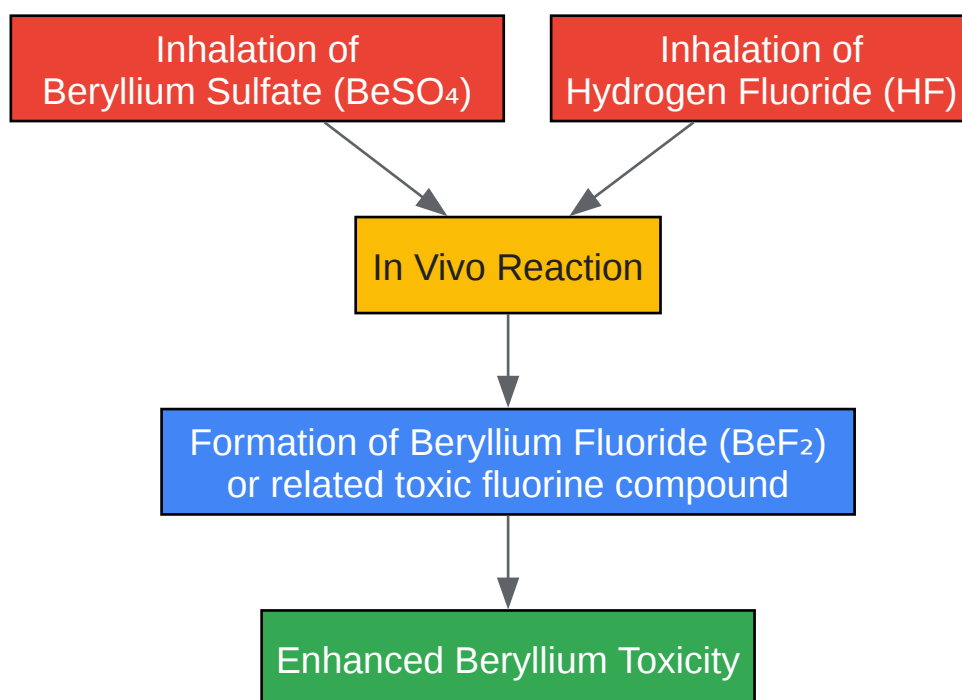 Inhalation of
Beryllium Sulfate (BeSO₄)
Inhalation of
Hydrogen Fluoride (HF)
In Vivo Reaction
Formation of Beryllium Fluoride (BeF₂)
or related toxic fluorine compound
Enhanced Beryllium Toxicity